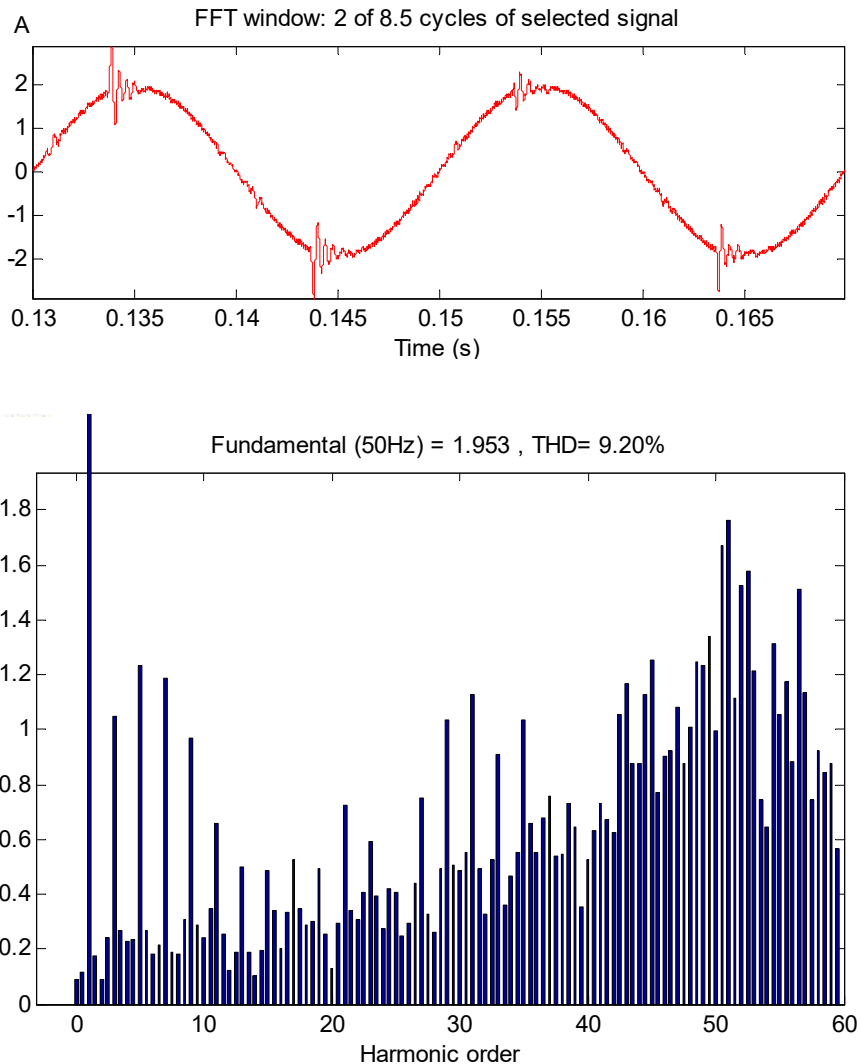 A
FFT window: 2 of 8.5 cycles of selected signal
2
1
0
-1
-2
0.13 0.135 0.14 0.145 0.15 0.155 0.16 0.165
Time (s)
Fundamental (50Hz) = 1.953 , THD= 9.20%
1.8
1.6
1.4
1.2
1
0.8
0.6
0.4
0.2
0
0 10 20 30 40 50 60
Harmonic order